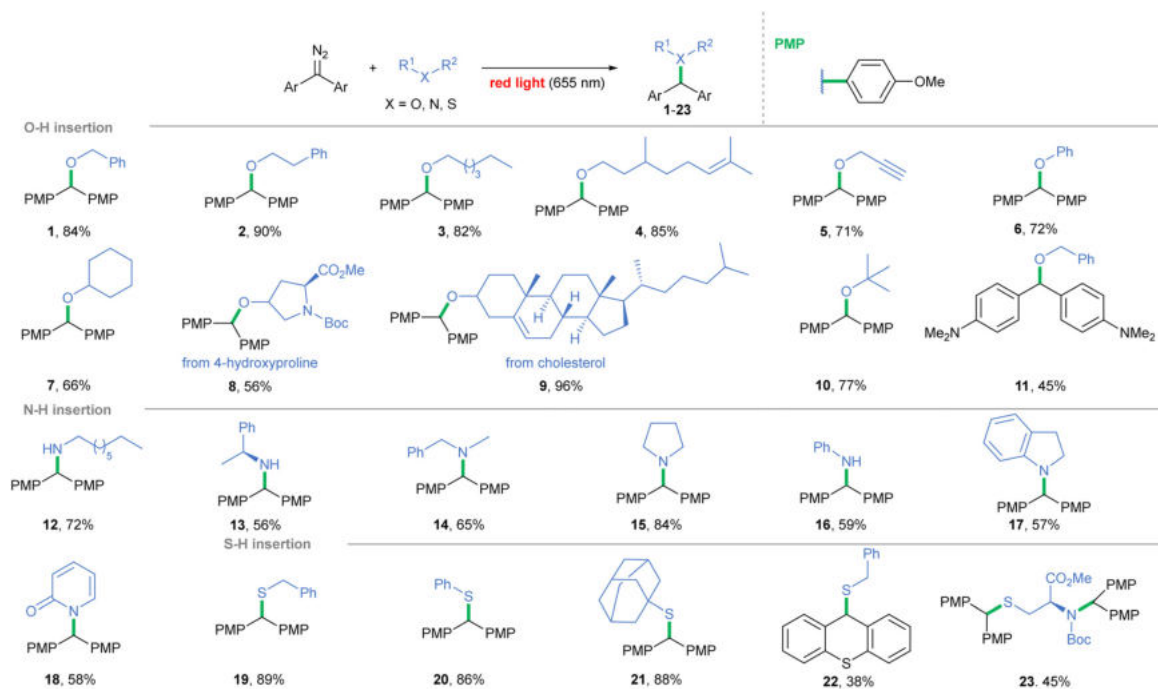 N2
Ar Ar
+
R1 X R2
X = O, N, S
red light (655 nm)
R1 X R2
Ar Ar
1-23
PMP
OMe
O-H insertion
O Ph
PMP PMP
1, 84%
O Ph
PMP PMP
2, 90%
O ( )3
PMP PMP
3, 82%
O
PMP PMP
4, 85%
O
PMP PMP
5, 71%
O Ph
PMP PMP
6, 72%
O
PMP PMP
7, 66%
CO2Me
O N Boc
PMP PMP
from 4-hydroxyproline
8, 56%
O H H H
PMP PMP
from cholesterol
9, 96%
O
PMP PMP
10, 77%
O Ph
Me2N NMe2
11, 45%
N-H insertion
HN ( )5
PMP PMP
12, 72%
Ph
NH
PMP PMP
13, 56%
Ph N
PMP PMP
14, 65%
N
PMP PMP
15, 84%
Ph NH
PMP PMP
16, 59%
N
PMP PMP
17, 57%
O N
PMP PMP
18, 58%
S-H insertion
S Ph
PMP PMP
19, 89%
Ph S
PMP PMP
20, 86%
S
PMP PMP
21, 88%
Ph
S
S
22, 38%
CO2Me PMP
PMP S N PMP
PMP Boc
23. 45%